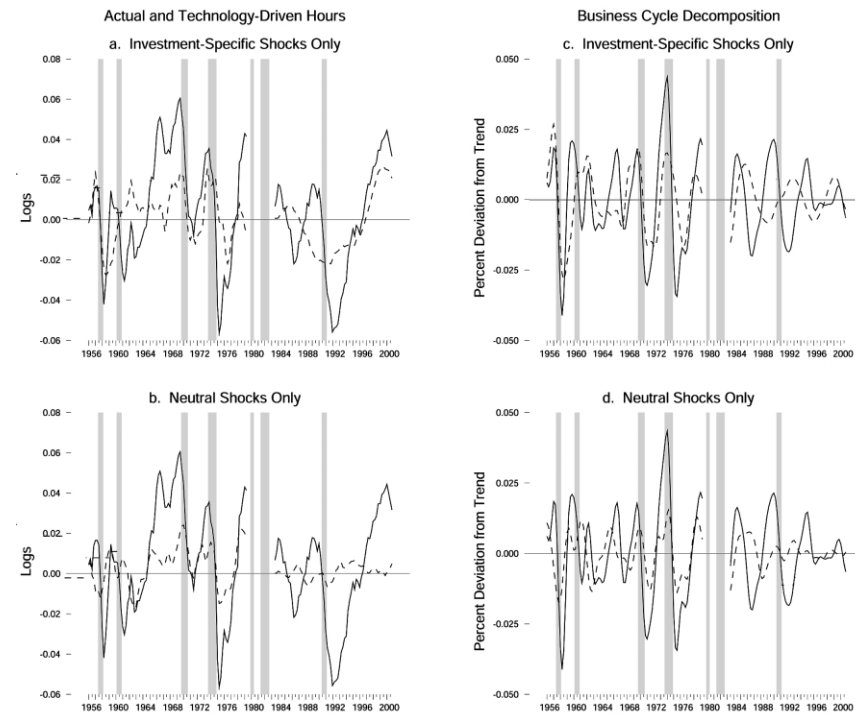 Actual and Technology-Driven Hours
Business Cycle Decomposition
a. Investment-Specific Shocks Only
0.08
0.06
0.04
0.02
0.00
-0.02
-0.04
-0.06
Logs
1956 1960 1964 1968 1972 1976 1980 1984 1988 1992 1996 2000
c. Investment-Specific Shocks Only
0.050
0.025
0.000
-0.025
-0.050
Percent Deviation from Trend
1956 1960 1964 1968 1972 1976 1980 1984 1988 1992 1996 2000
b. Neutral Shocks Only
0.08
0.06
0.04
0.02
0.00
-0.02
-0.04
-0.06
Logs
1956 1960 1964 1968 1972 1976 1980 1984 1988 1992 1996 2000
d. Neutral Shocks Only
0.050
0.025
0.000
-0.025
-0.050
Percent Deviation from Trend
1956 1960 1964 1968 1972 1976 1980 1984 1988 1992 1996 2000